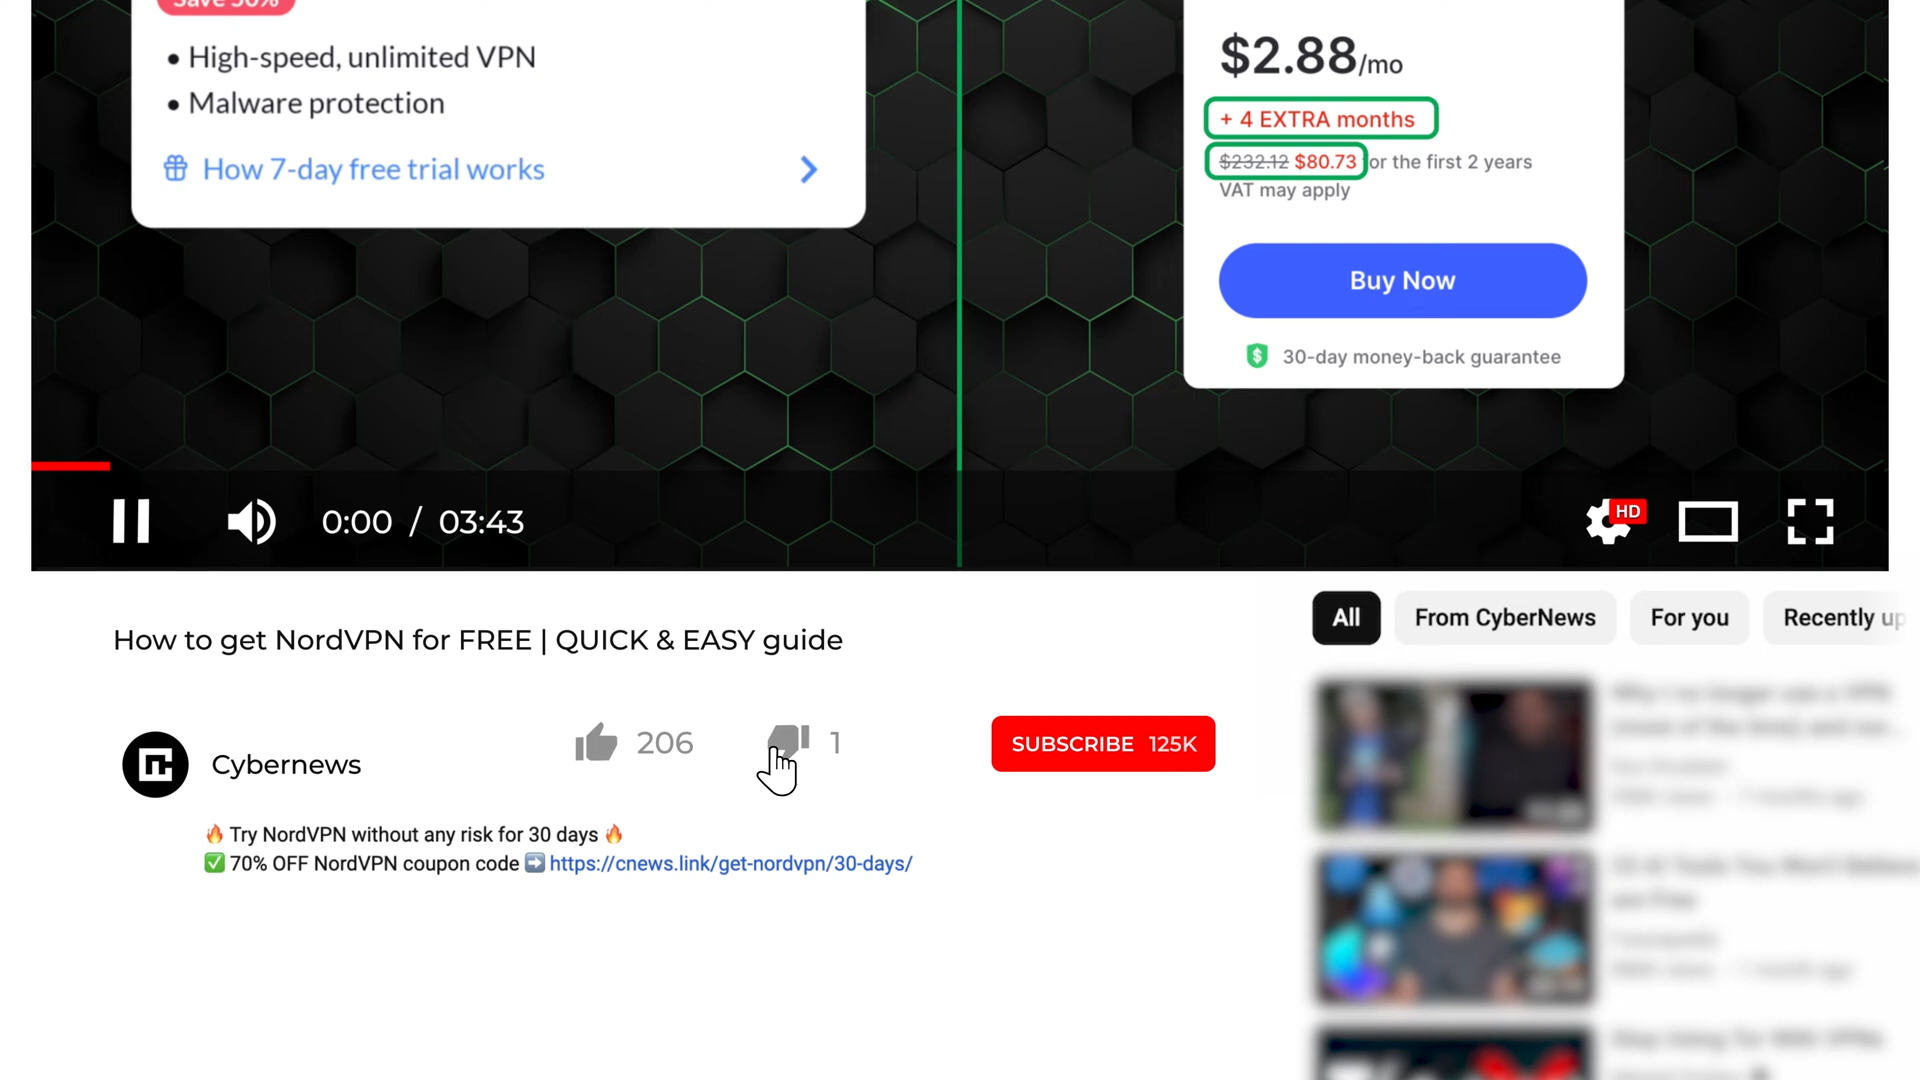 Save 50%
• High-speed, unlimited VPN
• Malware protection
How 7-day free trial works
$2.88/mo
+ 4 EXTRA months
$232.12 $80.73 for the first 2 years
VAT may apply
Buy Now
30-day money-back guarantee
0:00 / 03:43
HD
How to get NordVPN for FREE | QUICK & EASY guide
Cybernews
206
1
SUBSCRIBE 125K
🔥 Try NordVPN without any risk for 30 days 🔥
✅ 70% OFF NordVPN coupon code ➡️ https://cnews.link/get-nordvpn/30-days/
All
From CyberNews
For you
Recently up